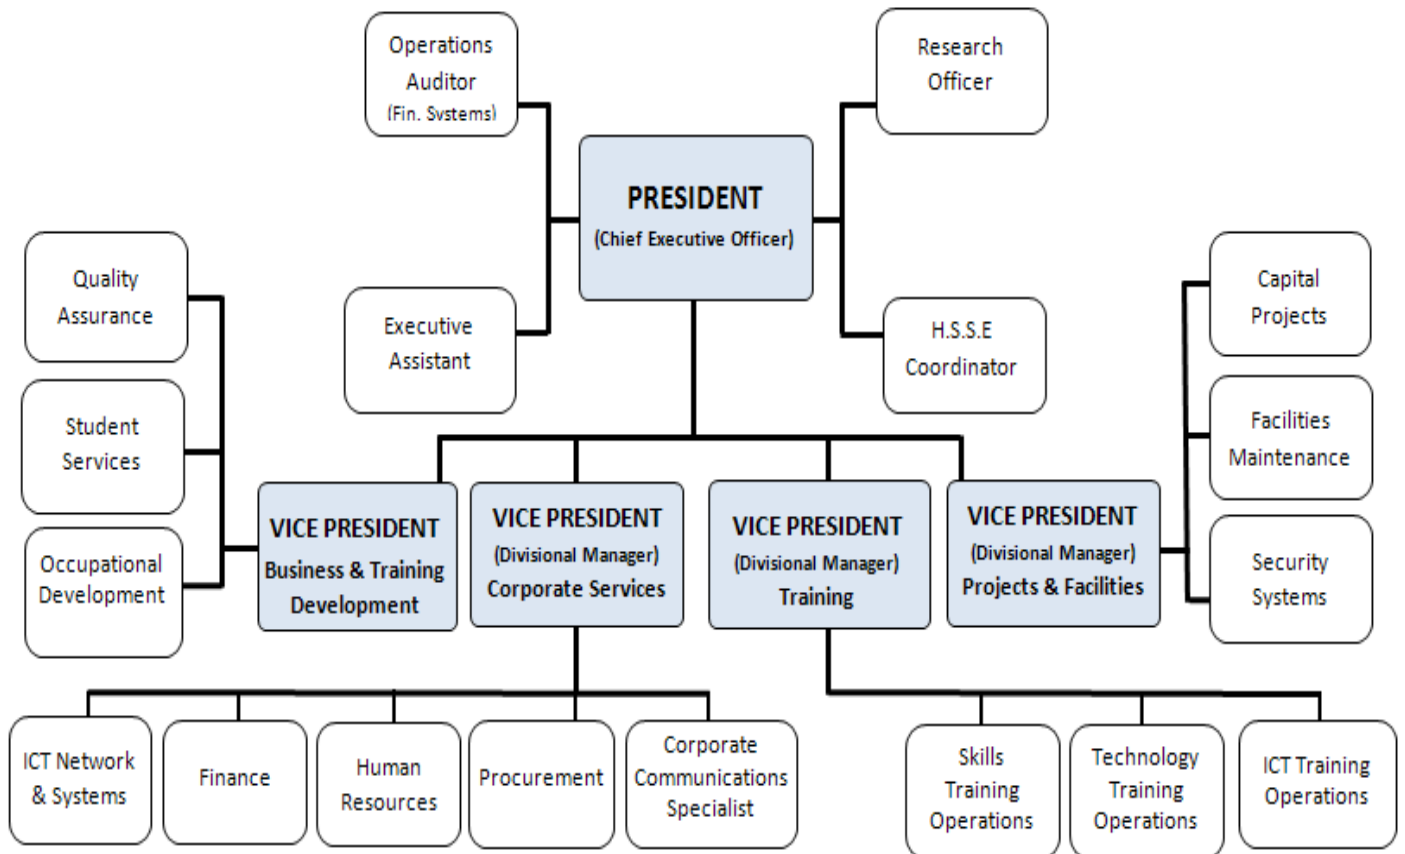 Operations
Auditor
(Fin. Systems)
Research
Officer
PRESIDENT
(Chief Executive Officer)
Quality
Assurance
Executive
Assistant
H.S.S.E
Coordinator
Capital
Projects
Student
Services
Facilities
Maintenance
Occupational
Development
VICE PRESIDENT
Business & Training
Development
VICE PRESIDENT
(Divisional Manager)
Corporate Services
VICE PRESIDENT
(Divisional Manager)
Training
VICE PRESIDENT
(Divisional Manager)
Projects & Facilities
Security
Systems
ICT Network
& Systems
Finance
Human
Resources
Procurement
Corporate
Communications
Specialist
Skills
Training
Operations
Technology
Training
Operations
ICT Training
Operations